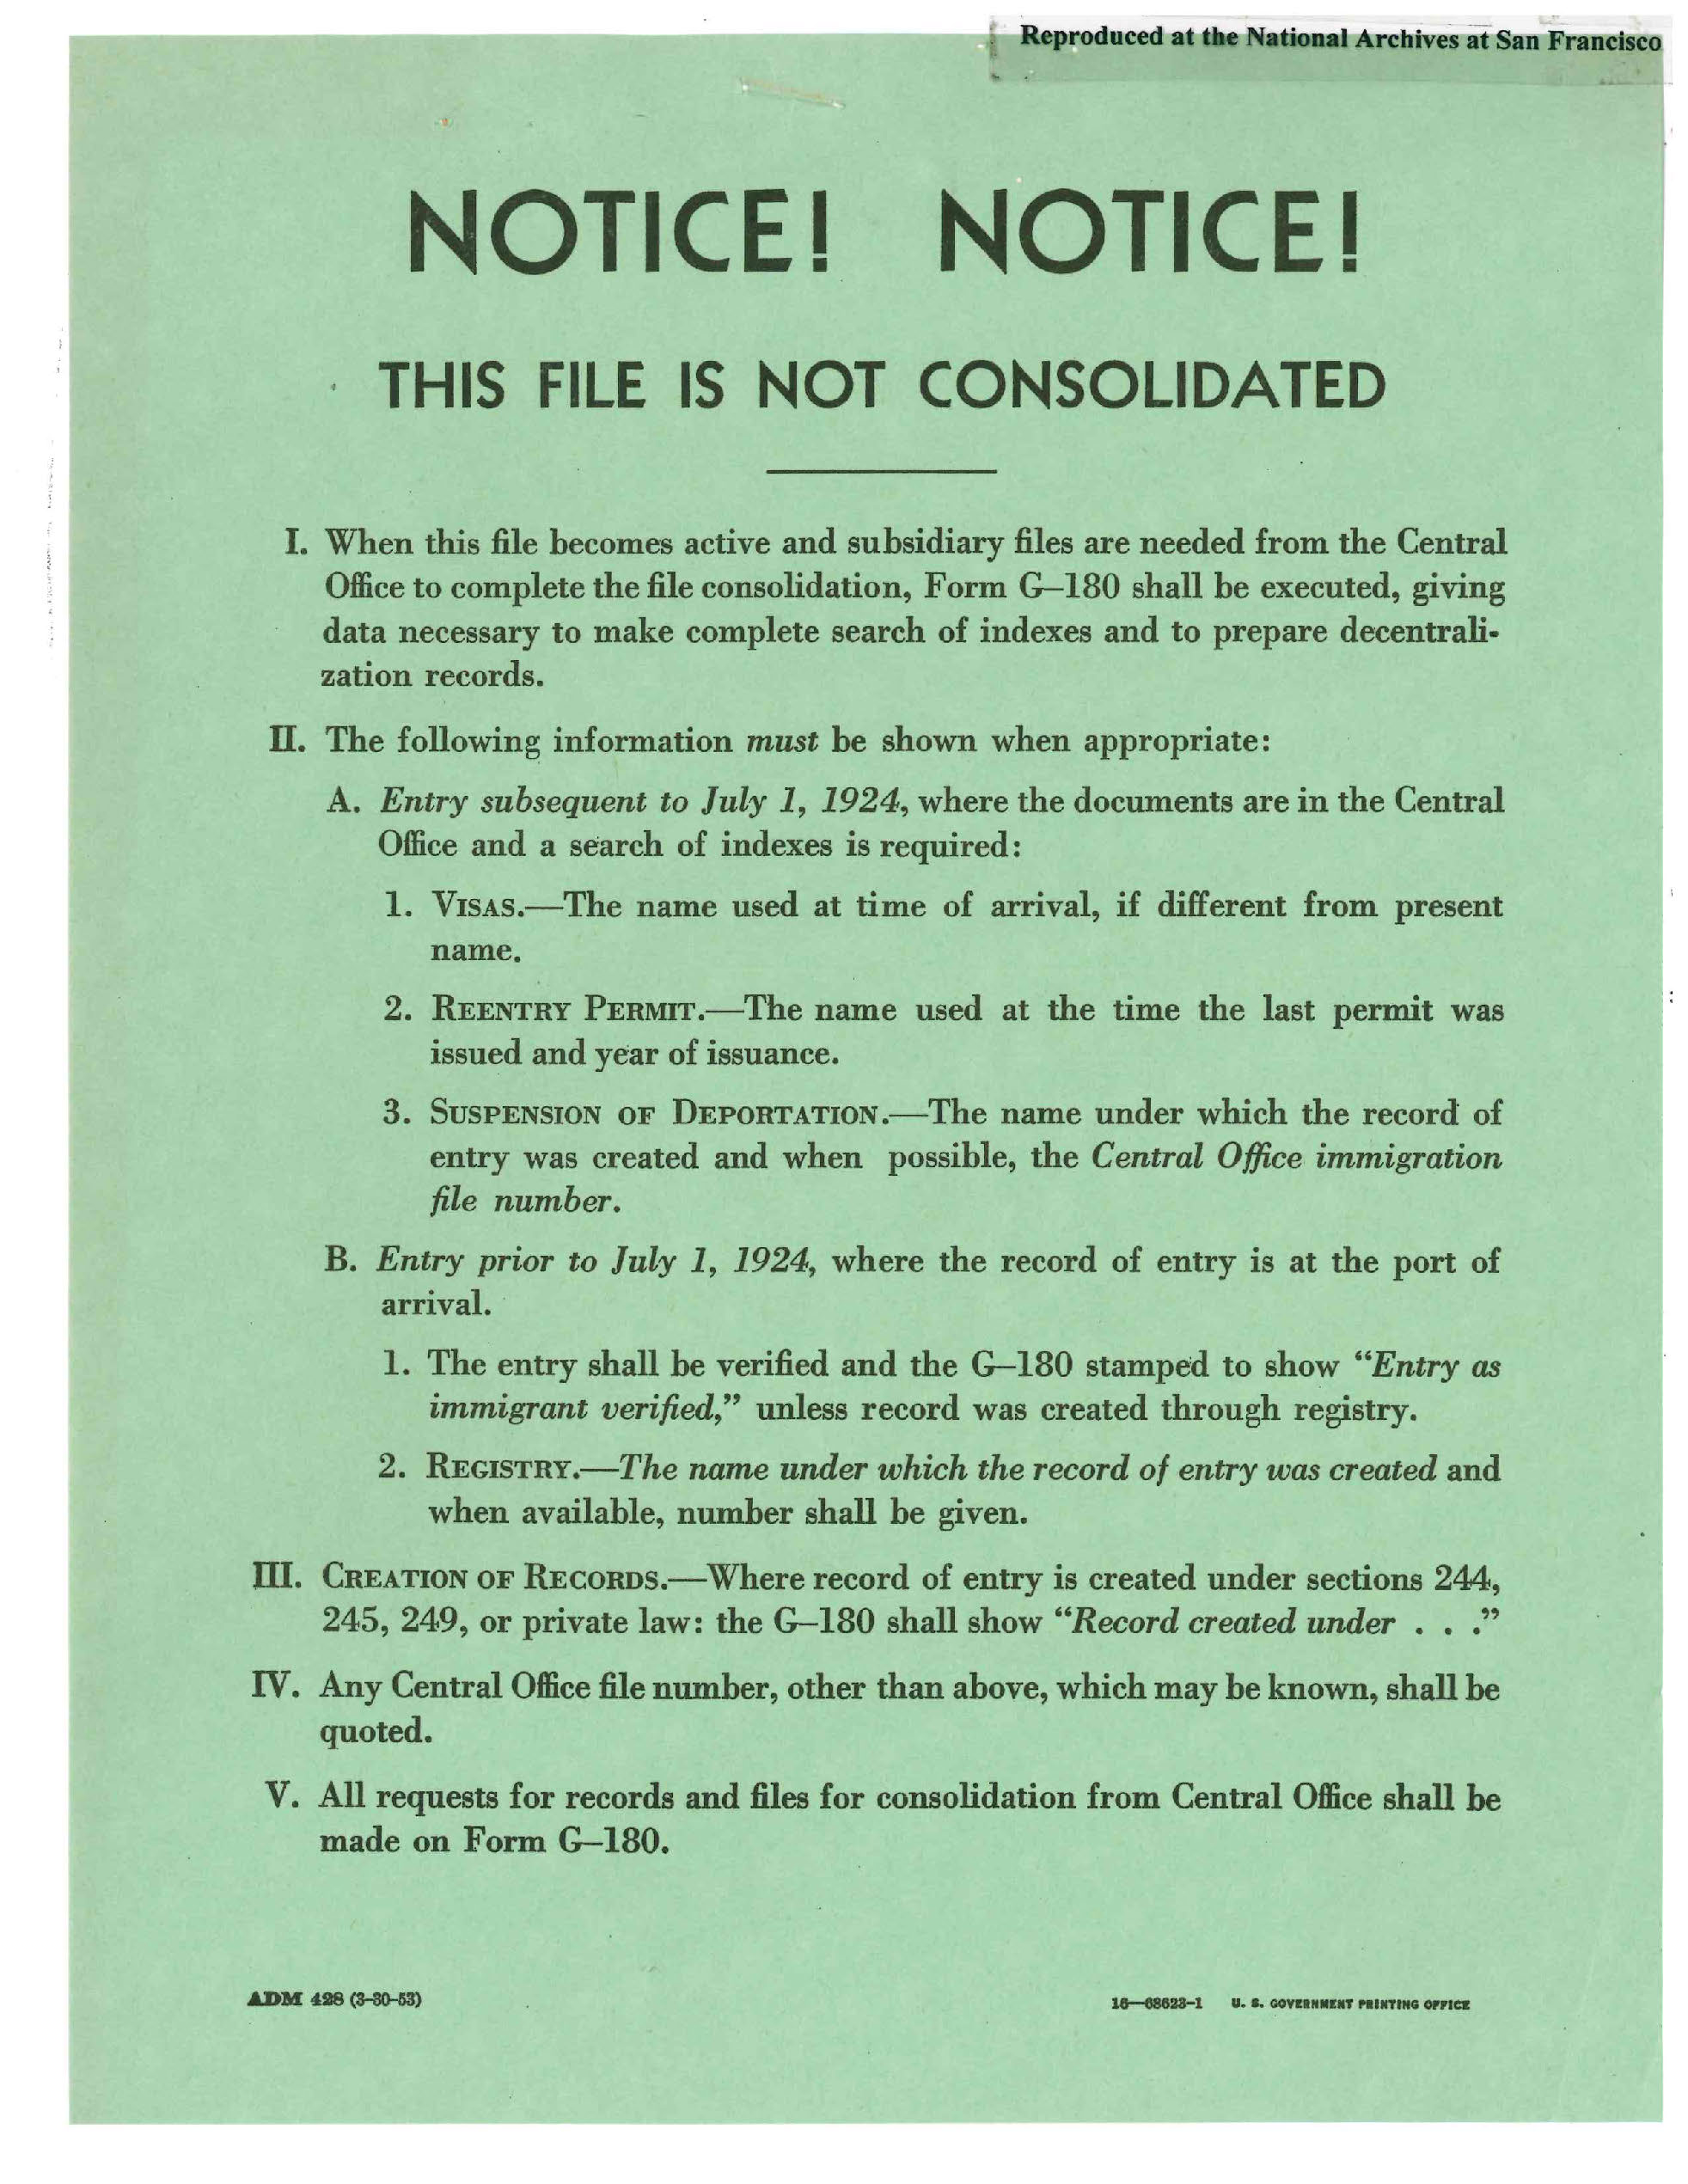 Reproduced at the National Archives at San Francisco
NOTICE! NOTICE!
THIS FILE IS NOT CONSOLIDATED
I. When this file becomes active and subsidiary files are needed from the Central
Office to complete the file consolidation, Form G–180 shall be executed, giving
data necessary to make complete search of indexes and to prepare decentrali-
zation records.
II. The following information must be shown when appropriate:
A. Entry subsequent to July 1, 1924, where the documents are in the Central
Office and a search of indexes is required:
1. VISAS.—The name used at time of arrival, if different from present
name.
2. REENTRY PERMIT.—The name used at the time the last permit was
issued and year of issuance.
3. SUSPENSION OF DEPORTATION.—The name under which the record of
entry was created and when possible, the Central Office immigration
file number.
B. Entry prior to July 1, 1924, where the record of entry is at the port of
arrival.
1. The entry shall be verified and the G–180 stamped to show “Entry as
immigrant verified,” unless record was created through registry.
2. REGISTRY.—The name under which the record of entry was created and
when available, number shall be given.
III. CREATION OF RECORDS.—Where record of entry is created under sections 244,
245, 249, or private law: the G–180 shall show “Record created under . . .”
IV. Any Central Office file number, other than above, which may be known, shall be
quoted.
V. All requests for records and files for consolidation from Central Office shall be
made on Form G–180.
ADM 428 (3-30-53)
16—68623-1 U. S. GOVERNMENT PRINTING OFFICE